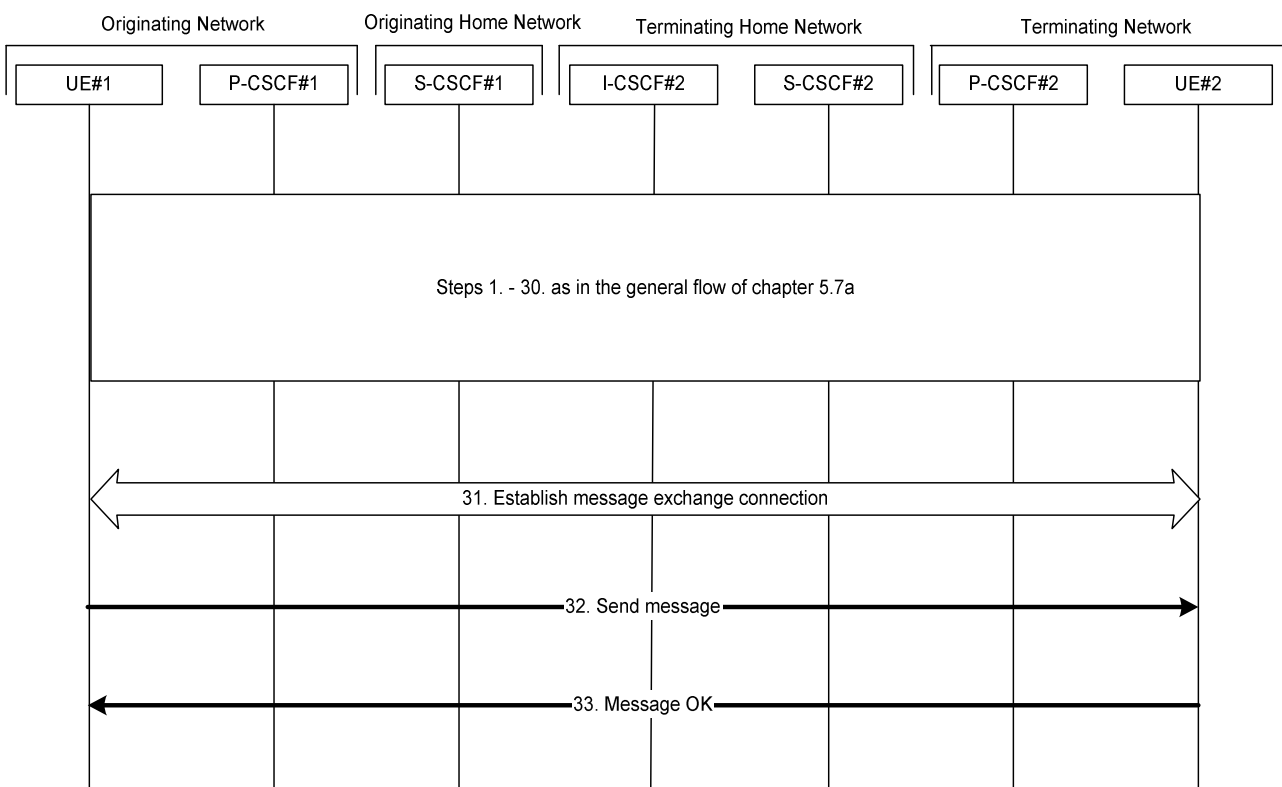 Originating Network
Originating Home Network
Terminating Home Network
Terminating Network
UE#1
P-CSCF#1
S-CSCF#1
I-CSCF#2
S-CSCF#2
P-CSCF#2
UE#2
Steps 1. - 30. as in the general flow of chapter 5.7a
31. Establish message exchange connection
32. Send message
33. Message OK